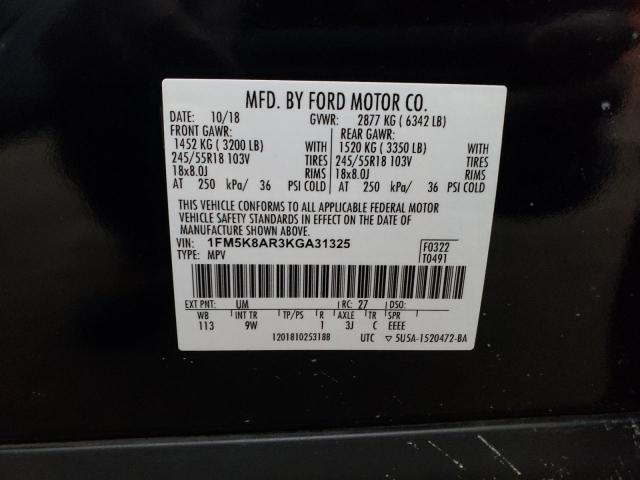 MFD. BY FORD MOTOR CO.
DATE: 10/18 GVWR: 2877 KG ( 6342 LB)
FRONT GAWR: REAR GAWR:
1452 KG ( 3200 LB) WITH 1520 KG ( 3350 LB) WITH
245/55R18 103V TIRES 245/55R18 103V TIRES
18x8.0J RIMS 18x8.0J RIMS
AT 250 kPa/ 36 PSI COLD AT 250 kPa/ 36 PSI COLD
THIS VEHICLE CONFORMS TO ALL APPLICABLE FEDERAL MOTOR
VEHICLE SAFETY STANDARDS IN EFFECT ON THE DATE OF
MANUFACTURE SHOWN ABOVE.
VIN: 1FM5K8AR3KGA31325 F0322
TYPE: MPV T0491
EXT PNT: UM RC: 27 DSO:
WB INT TR TP/PS R AXLE TR SPR
113 9W 1 3J C EEEE
12018102531BB UTC ▽ 5U5A-1520472-BA